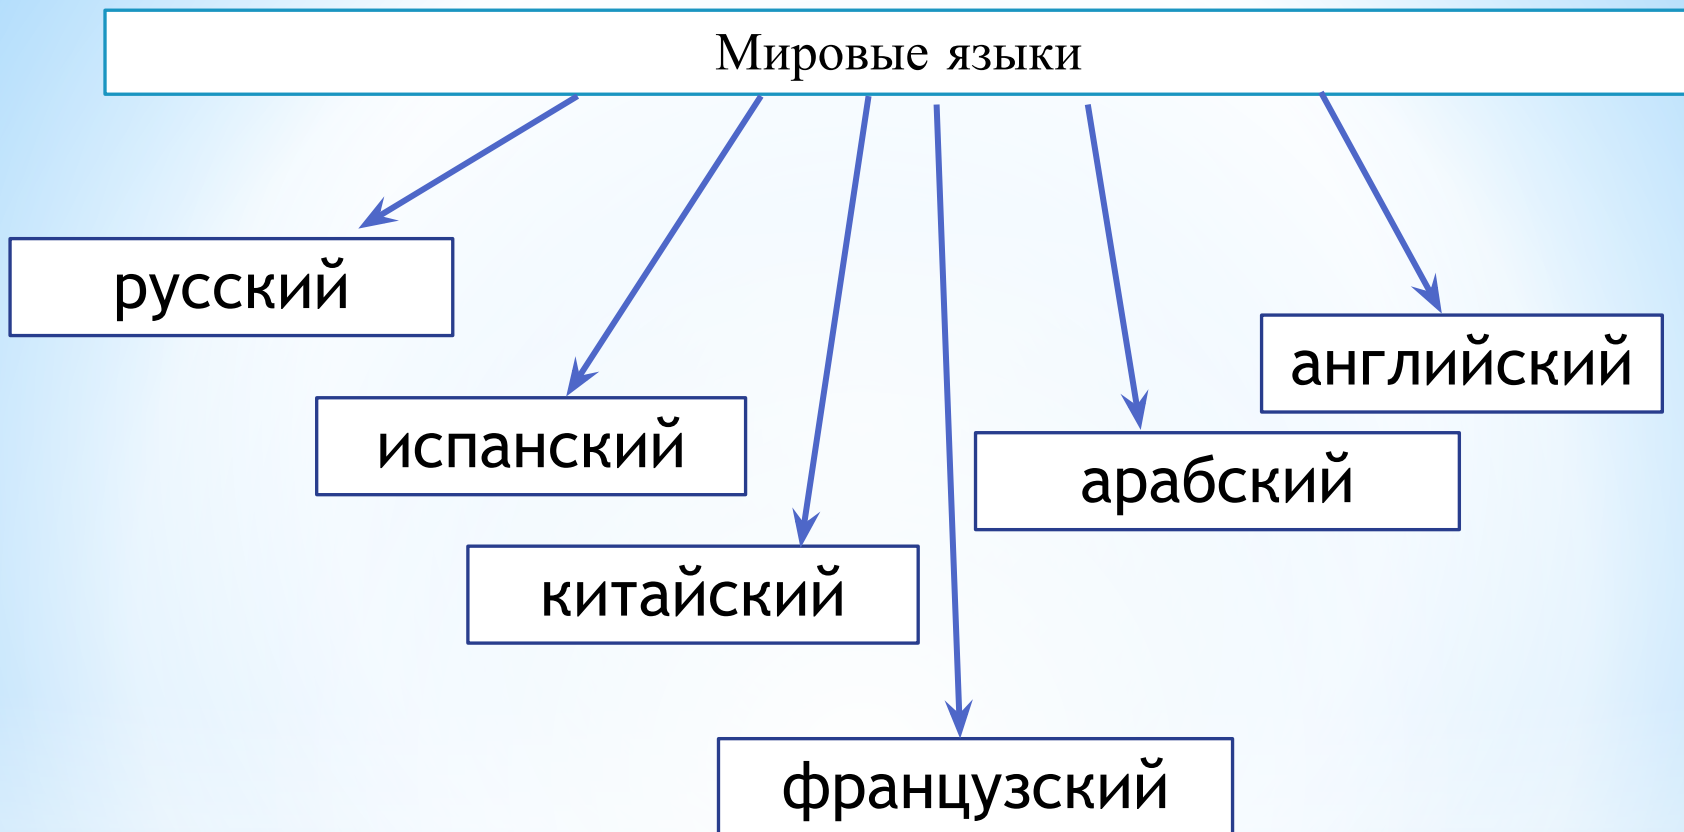 Мировые языки
русский
английский
испанский
арабский
китайский
французский